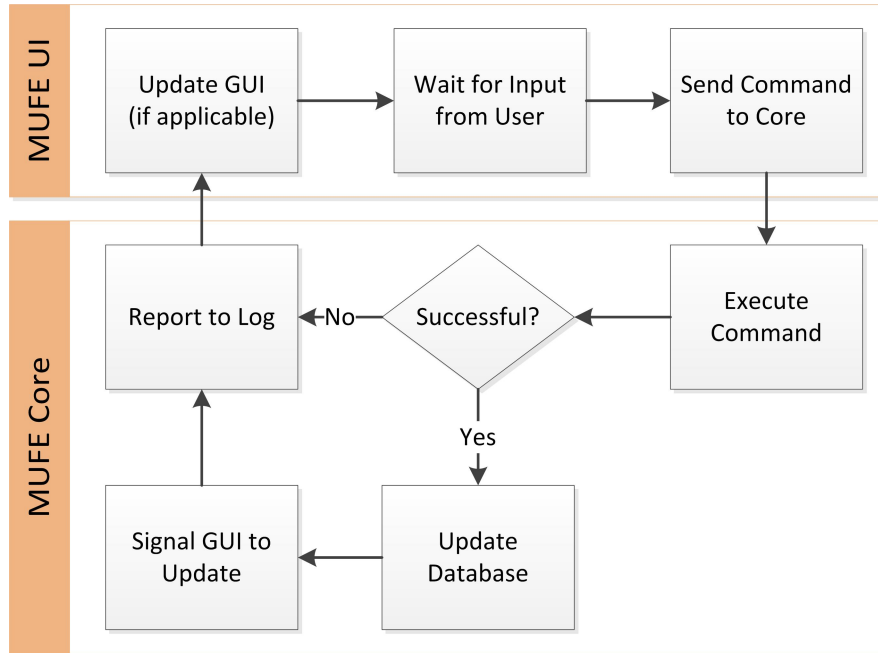 MUFE UI
Update GUI
(if applicable)
Wait for Input
from User
Send Command
to Core
MUFE Core
Report to Log
No
Successful?
Execute
Command
Yes
Signal GUI to
Update
Update
Database